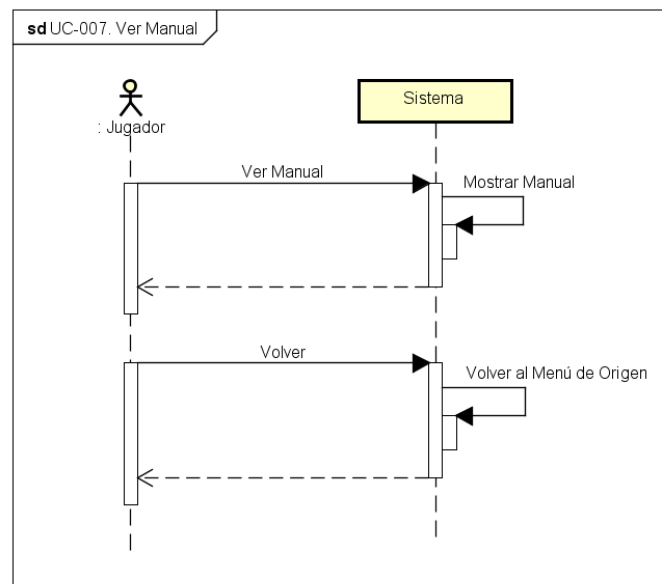 sd UC-007. Ver Manual
Sistema
: Jugador
Ver Manual
Mostrar Manual
Volver
Volver al Menú de Origen